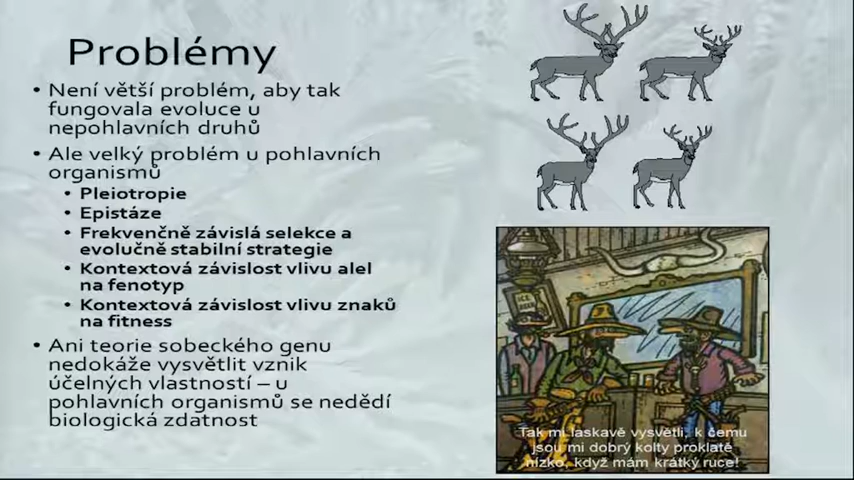 Problémy
• Není větší problém, aby tak
fungovala evoluce u
nepohlavních druhů
• Ale velký problém u pohlavních
organismů
• Pleiotropie
• Epistáze
• Frekvenčně závislá selekce a
evolučně stabilní strategie
• Kontextová závislost vlivu alel
na fenotyp
• Kontextová závislost vlivu znaků
na fitness
• Ani teorie sobeckého genu
nedokáže vysvětlit vznik
účelných vlastností – u
pohlavních organismů se nedědí
biologická zdatnost
ICE
Tak mi laskavě vysvětli, k čemu
jsou mi dobrý kolty proklatě
nízko, když mám krátký ruce!